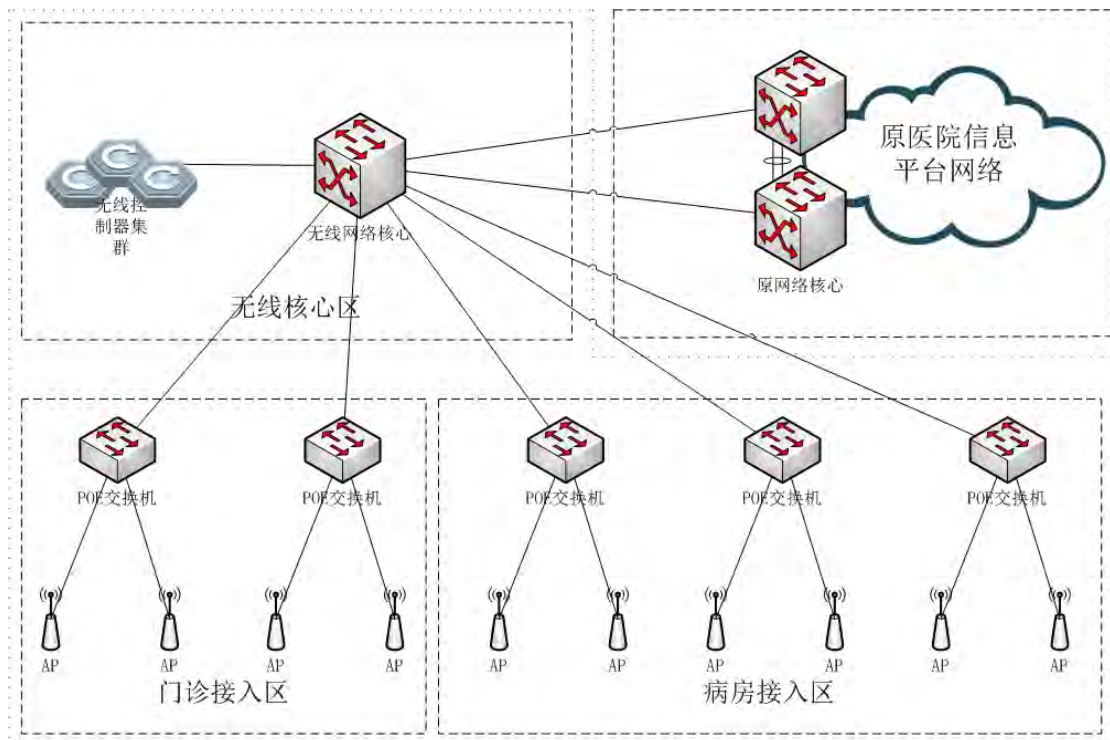 原医院信息
平台网络
无线控
制器集
群
无线网络核心
原网络核心
无线核心区
POE交换机
POE交换机
POE交换机
POE交换机
POE交换机
AP
AP
AP
AP
AP
AP
AP
AP
AP
AP
门诊接入区
病房接入区